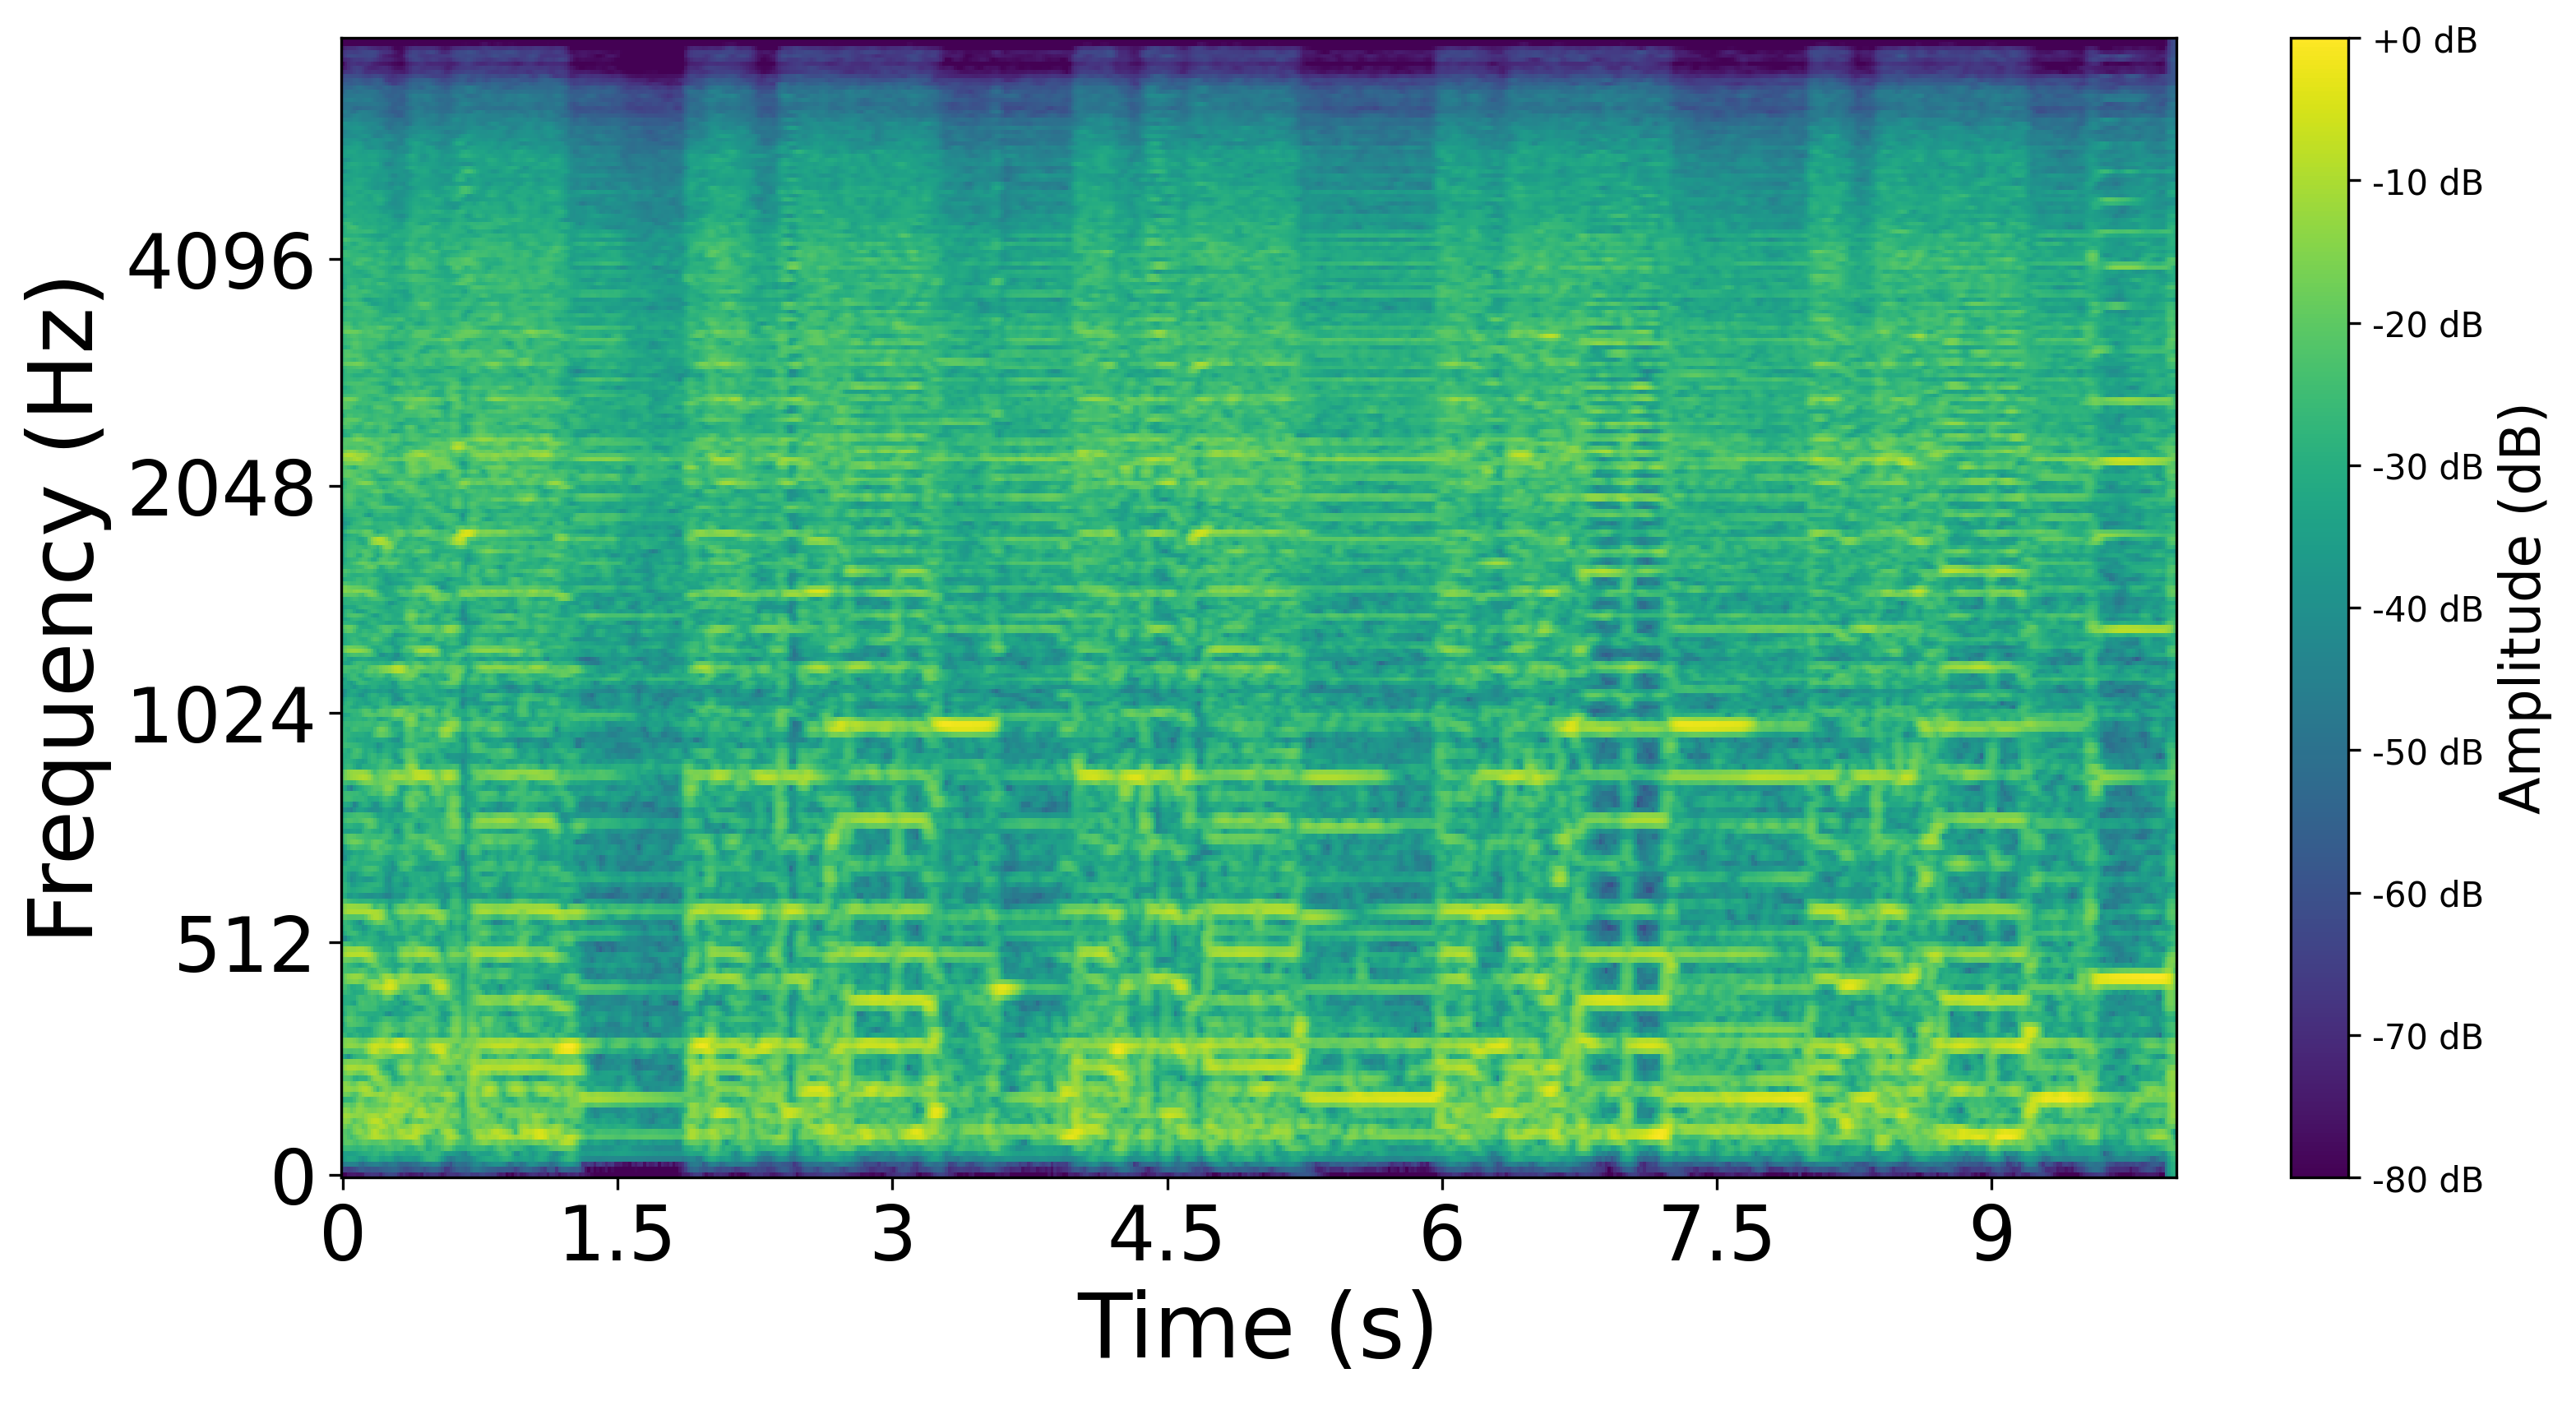 +0 dB
-10 dB
-20 dB
-30 dB
-40 dB
-50 dB
-60 dB
-70 dB
-80 dB
Amplitude (dB)
Frequency (Hz)
4096
2048
1024
512
0
0 1.5 3 4.5 6 7.5 9
Time (s)